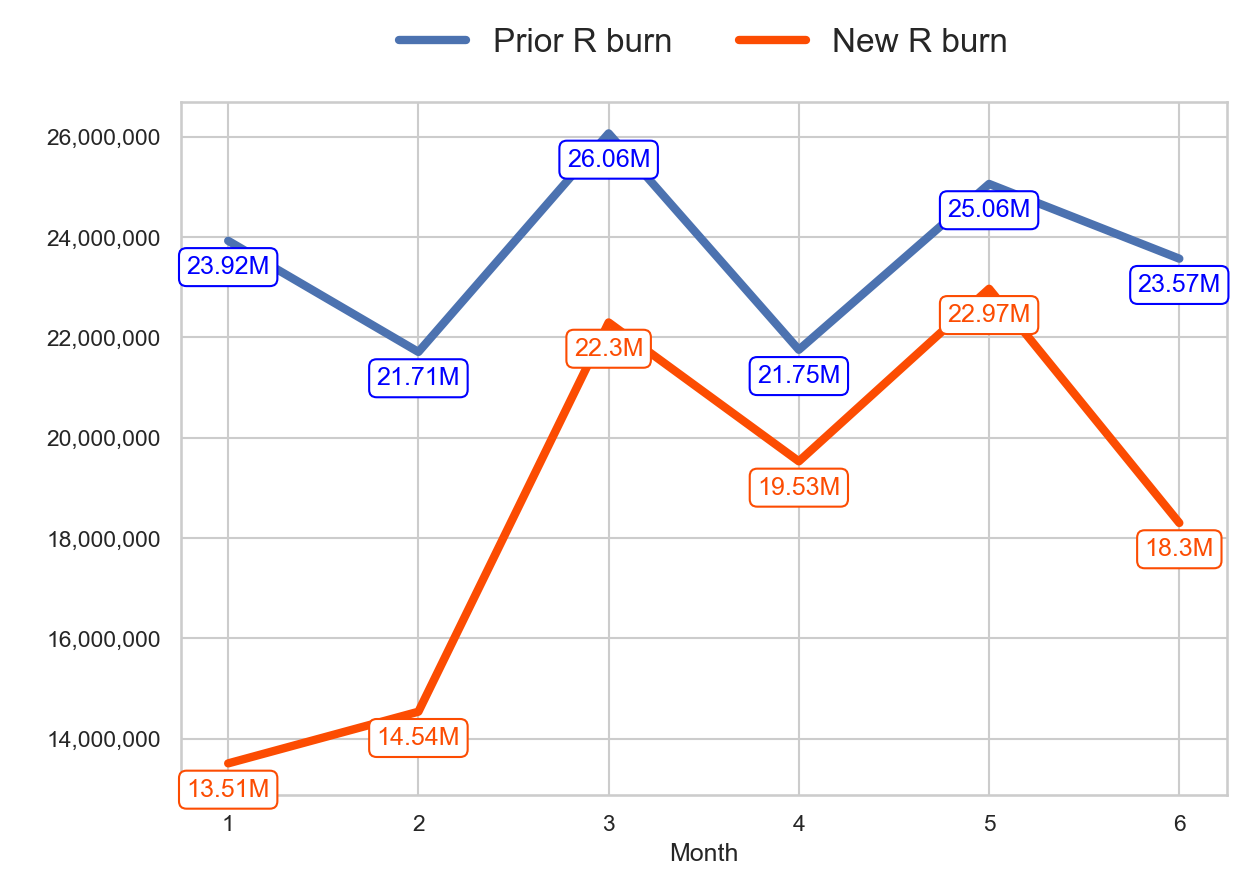 Prior R burn New R burn
26,000,000
26.06M
25.06M
24,000,000
23.92M
23.57M
22.97M
22,000,000
22.3M
21.71M
21.75M
20,000,000
19.53M
18,000,000
18.3M
16,000,000
14,000,000
14.54M
13.51M
1 2 3 4 5 6
Month